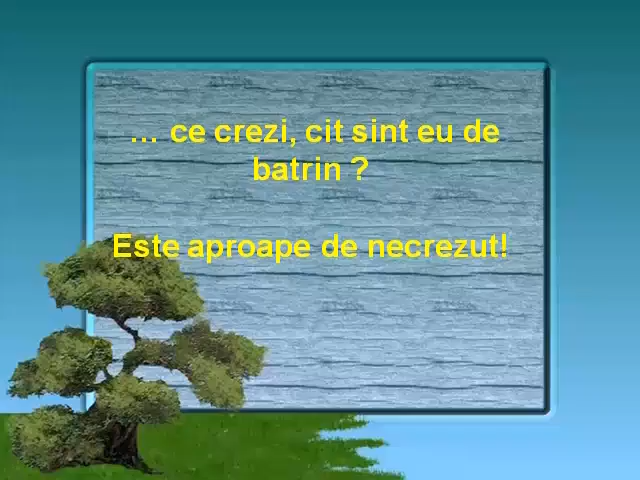 ... ce crezi, cit sint eu de
batrin ?
Este aproape de necrezut!